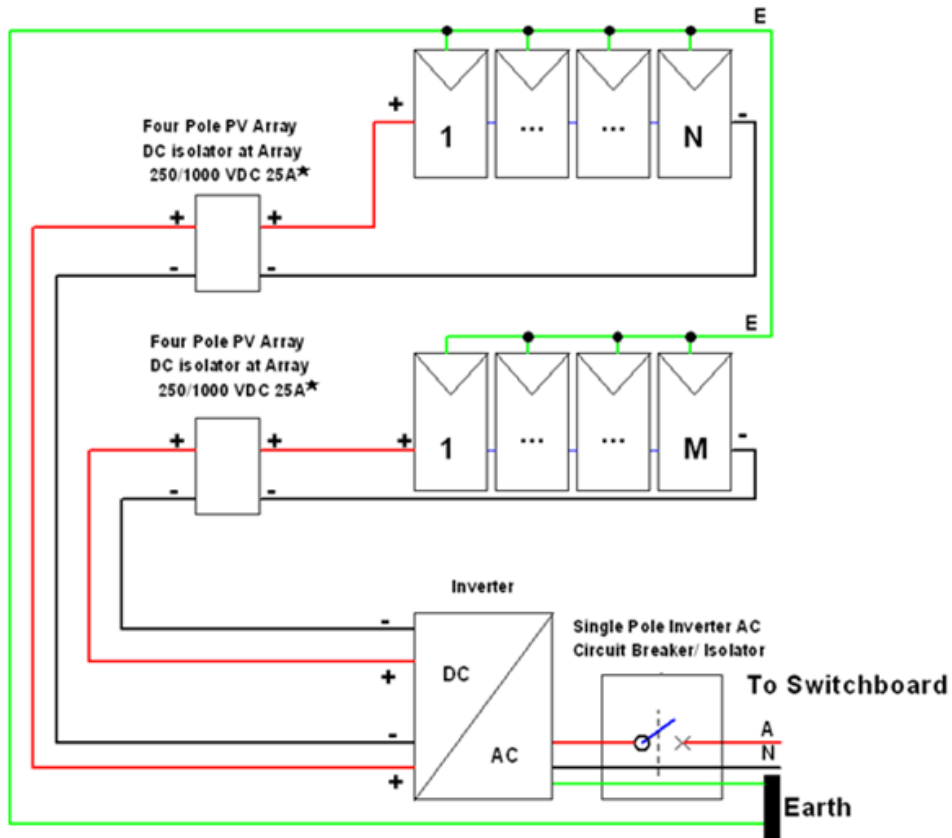 E
+ 1 ... ... N -
Four Pole PV Array
DC isolator at Array
250/1000 VDC 25A★
+ +
- -
E
Four Pole PV Array
DC isolator at Array
250/1000 VDC 25A★
+ + + 1 ... ... M -
- -
Inverter
-
+
-
+
DC
AC
Single Pole Inverter AC
Circuit Breaker/ Isolator
To Switchboard
A
N
Earth